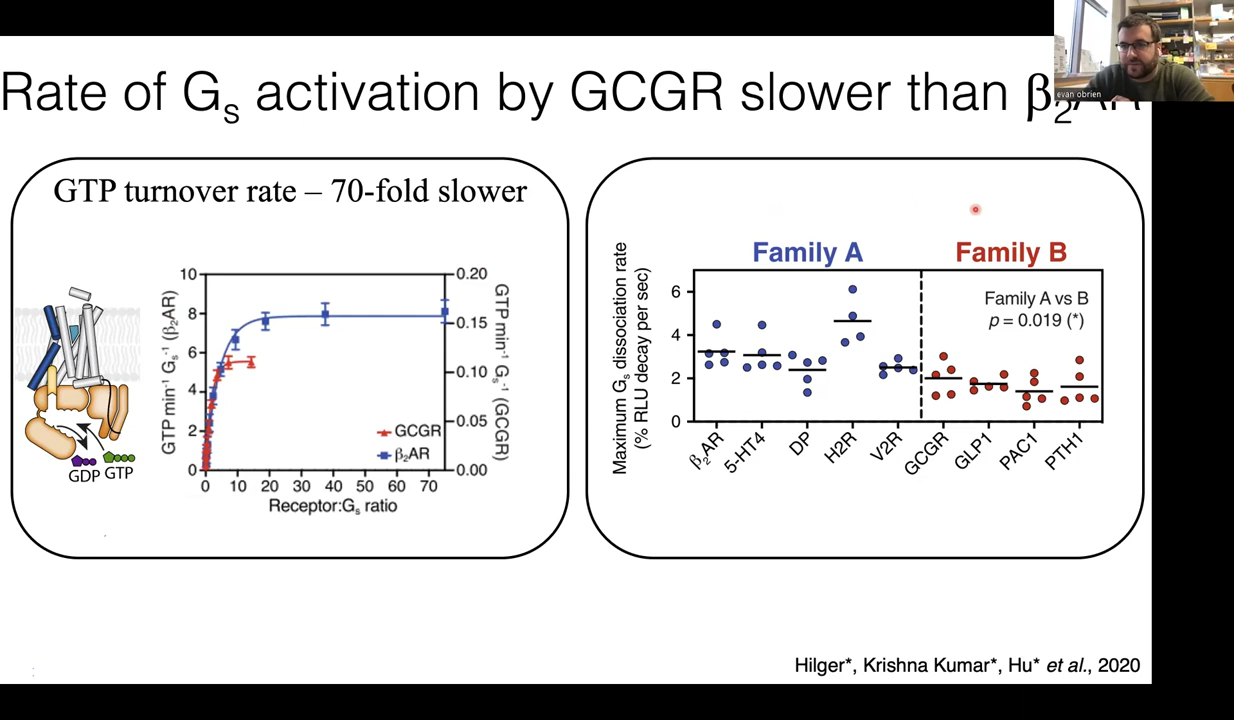 Rate of Gs activation by GCGR slower than β2AR
evan obrien
GTP turnover rate – 70-fold slower
GDP GTP
GTP min-1 Gs-1 (β2AR)
10
8
6
4
2
0
0.20
0.15
0.10
0.05
0.00
GTP min-1 Gs-1 (GCGR)
GCGR
β2AR
0 10 20 30 40 50 60 70
Receptor:Gs ratio
Family A
Family B
Maximum Gs dissociation rate
(% RLU decay per sec)
6
4
2
0
Family A vs B
p = 0.019 (*)
β2AR
5-HT4
DP
H2R
V2R
GCGR
GLP1
PAC1
PTH1
Hilger*, Krishna Kumar*, Hu* et al., 2020